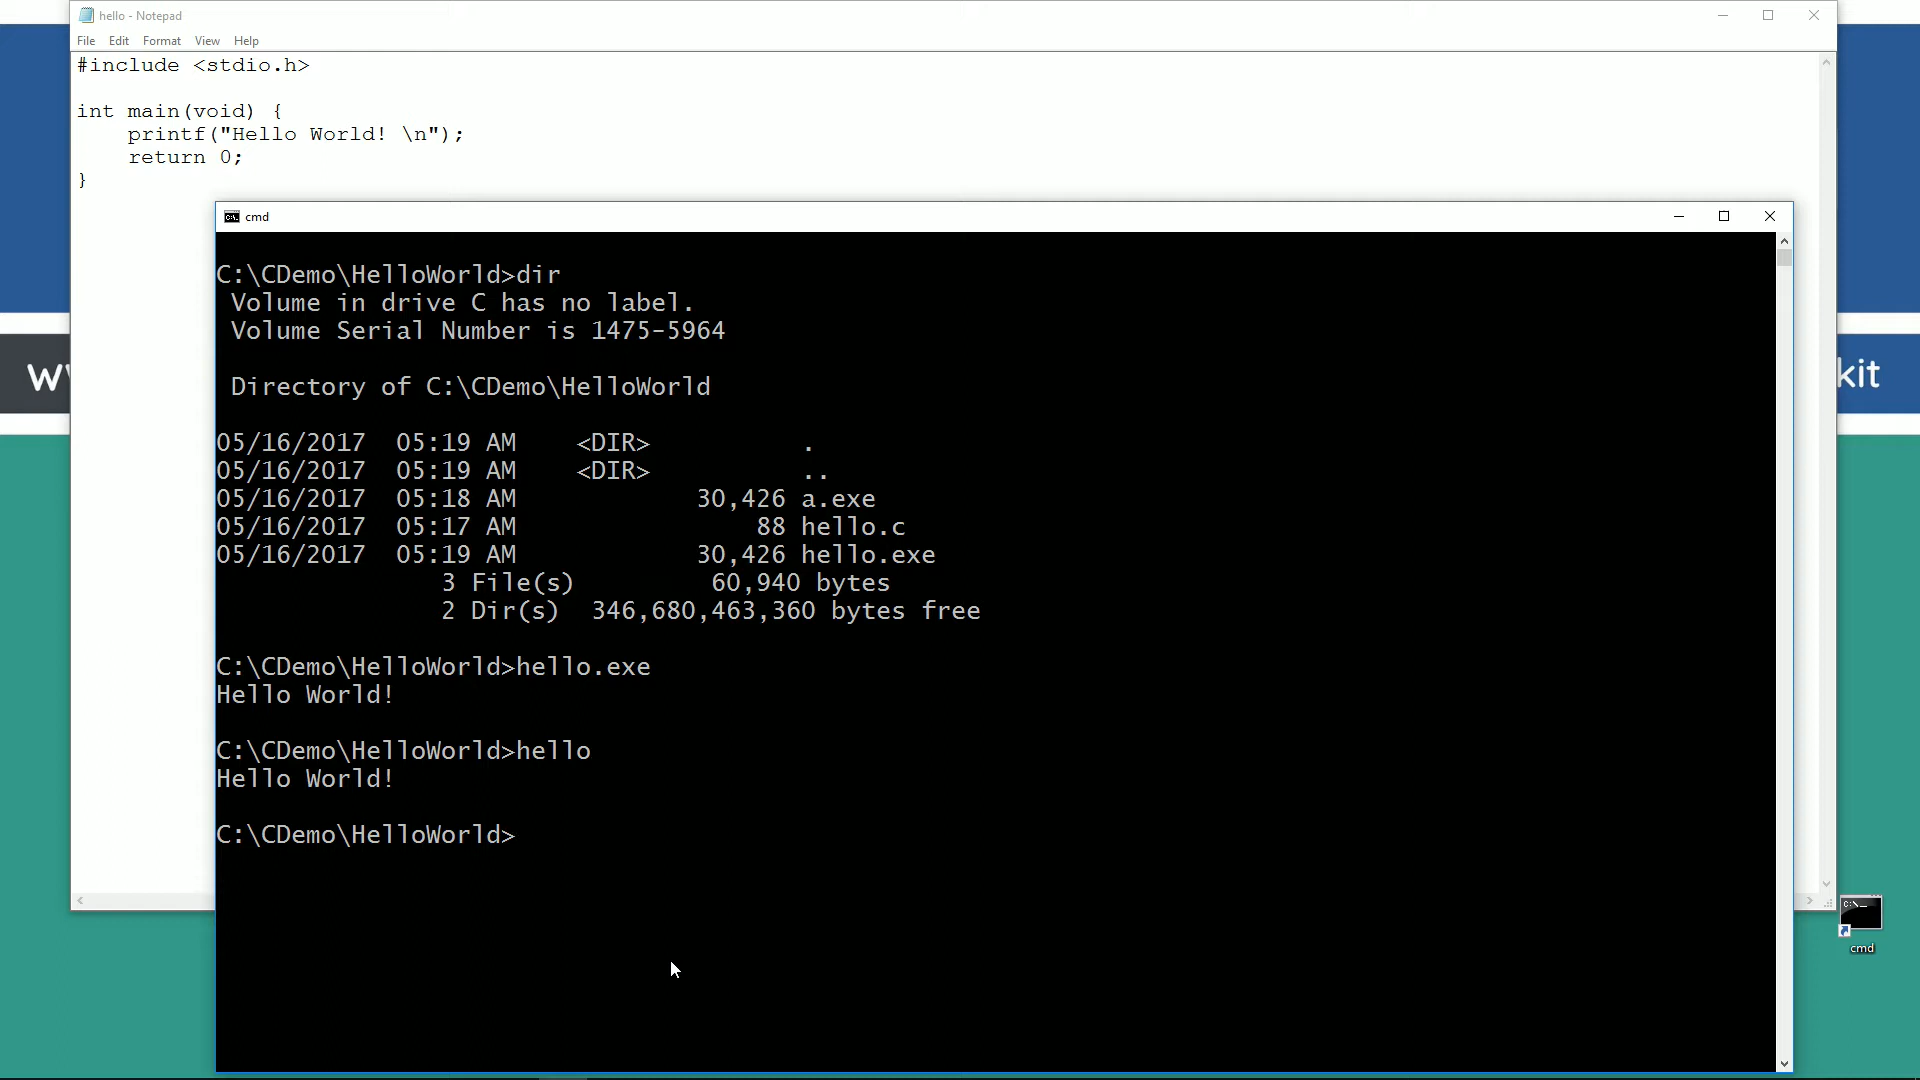 hello - Notepad
File Edit Format View Help
#include <stdio.h>
int main(void) {
    printf("Hello World! \n");
    return 0;
}
cmd
C:\CDemo\HelloWorld>dir
 Volume in drive C has no label.
 Volume Serial Number is 1475-5964
 Directory of C:\CDemo\HelloWorld
05/16/2017  05:19 AM    <DIR>          .
05/16/2017  05:19 AM    <DIR>          ..
05/16/2017  05:18 AM            30,426 a.exe
05/16/2017  05:17 AM                88 hello.c
05/16/2017  05:19 AM            30,426 hello.exe
               3 File(s)         60,940 bytes
               2 Dir(s)  346,680,463,360 bytes free
C:\CDemo\HelloWorld>hello.exe
Hello World!
C:\CDemo\HelloWorld>hello
Hello World!
C:\CDemo\HelloWorld>
kit
cmd